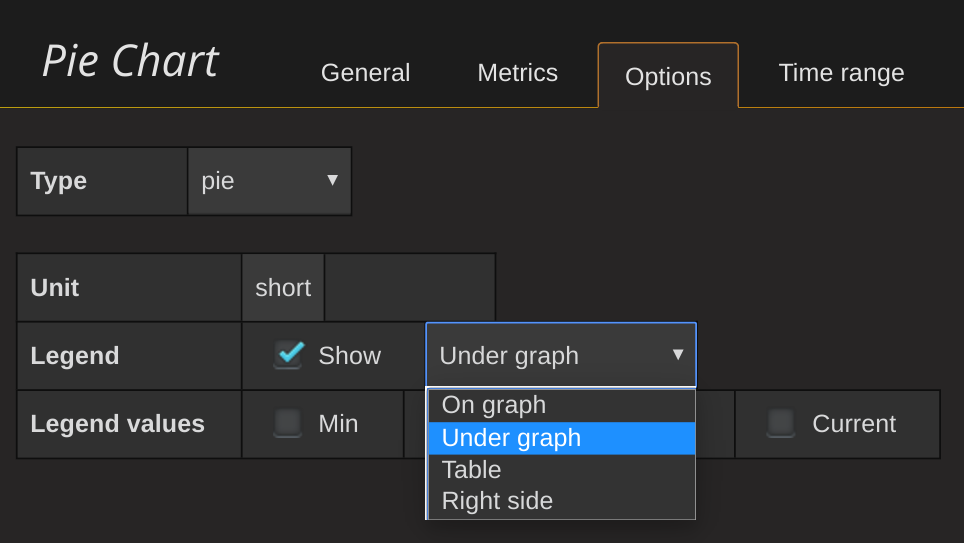 Pie Chart General Metrics Options Time range
Type pie
Unit short
Legend Show Under graph
On graph
Legend values Min Current
Under graph
Table
Right side